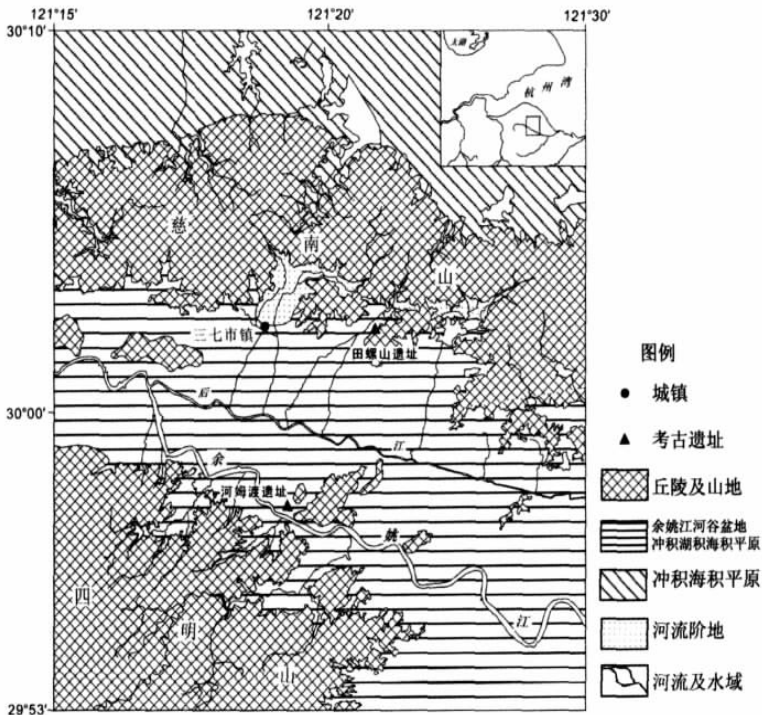 121°15′
121°20′
121°30′
30°10′
太湖
杭州湾
慈
南
山
三七市镇
田螺山遗址
后
江
30°00′
余
河姆渡遗址
姚
江
四
明
山
29°53′
图例
城镇
考古遗址
丘陵及山地
余姚江河谷盆地
冲积湖积海积平原
冲积海积平原
河流阶地
河流及水域